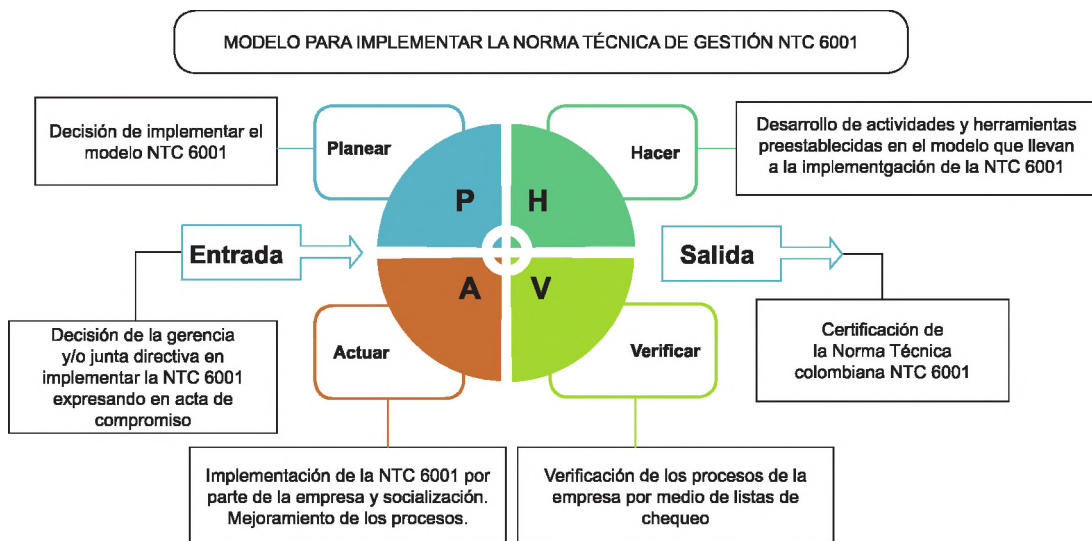 MODELO PARA IMPLEMENTAR LA NORMA TÉCNICA DE GESTIÓN NTC 6001
Decisión de implementar el
modelo NTC 6001
Planear
Hacer
Desarrollo de actividades y herramientas
preestablecidas en el modelo que llevan
a la implementgación de la NTC 6001
P
H
Entrada
Salida
A
V
Decisión de la gerencia
y/o junta directiva en
implementar la NTC 6001
expresando en acta de
compromiso
Actuar
Verificar
Certificación de
la Norma Técnica
colombiana NTC 6001
Implementación de la NTC 6001 por
parte de la empresa y socialización.
Mejoramiento de los procesos.
Verificación de los procesos de la
empresa por medio de listas de
chequeo